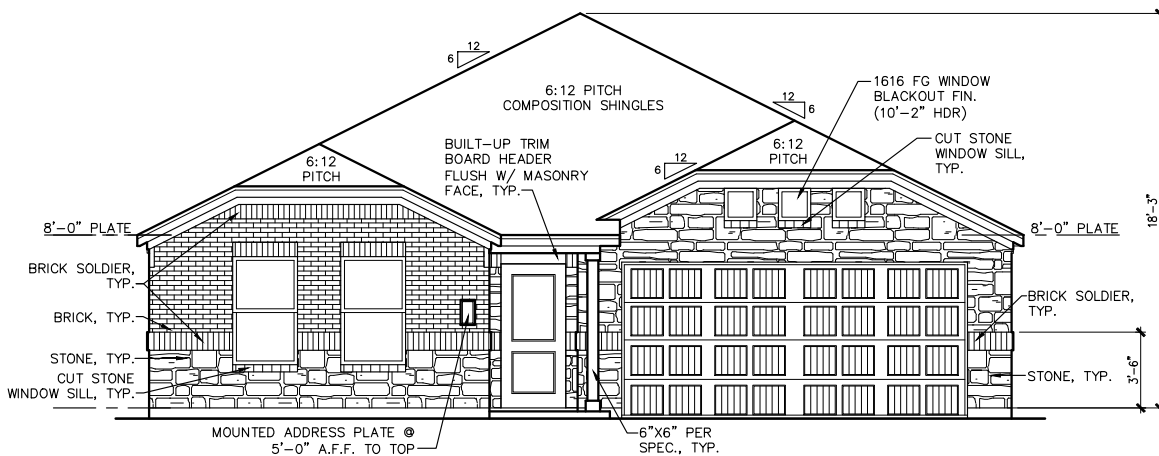 12
6
12
6
1616 FG WINDOW
BLACKOUT FIN.
(10'-2" HDR)
6:12 PITCH
COMPOSITION SHINGLES
CUT STONE
WINDOW SILL,
TYP.
BUILT-UP TRIM
BOARD HEADER
FLUSH W/ MASONRY
FACE, TYP.
6:12
PITCH
12
6
6:12
PITCH
18'-3"
8'-0" PLATE
8'-0" PLATE
BRICK SOLDIER,
TYP.
BRICK, TYP.
STONE, TYP.
CUT STONE
WINDOW SILL, TYP.
BRICK SOLDIER,
TYP.
3'-6"
STONE, TYP.
MOUNTED ADDRESS PLATE @
5'-0" A.F.F. TO TOP
6"X6" PER
SPEC., TYP.